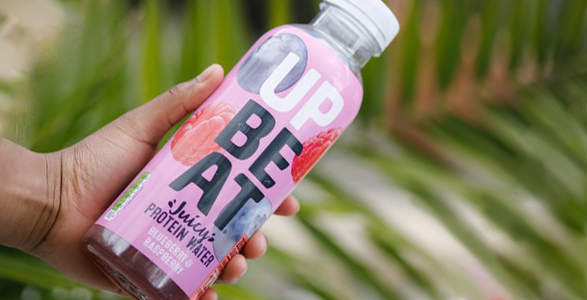 UP
BE
AT
Juicy
PROTEIN WATER
BLUEBERRY &
RASPBERRY